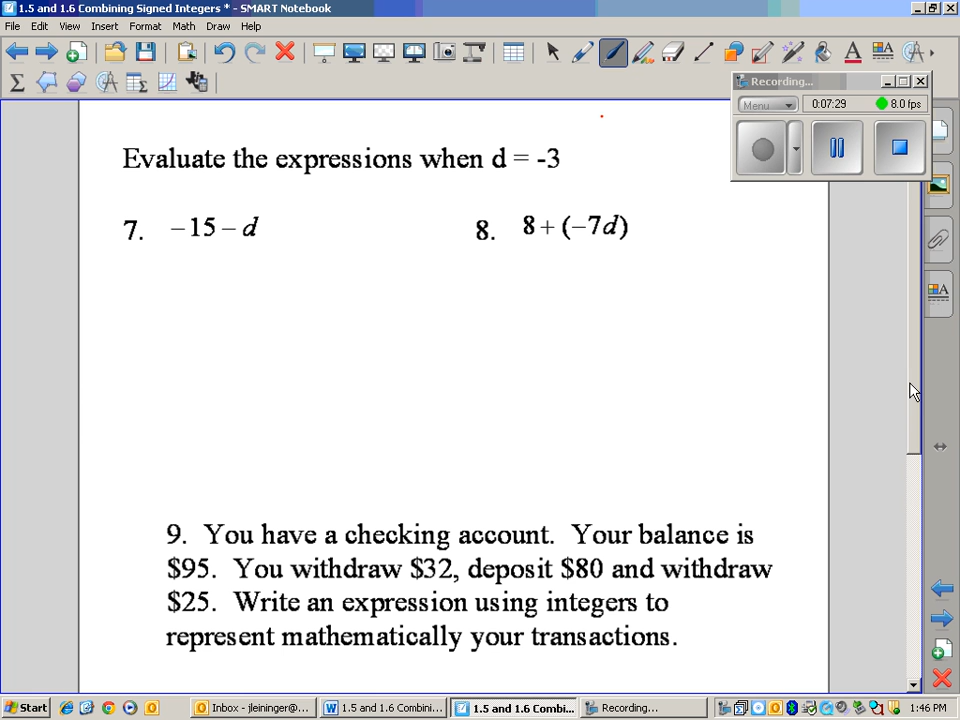 1.5 and 1.6 Combining Signed Integers * - SMART Notebook
File Edit View Insert Format Math Draw Help
Recording...
Menu 0:07:29 8.0 fps
Evaluate the expressions when d = -3
7. −15 − d
8. 8 + (−7d)
9. You have a checking account. Your balance is
$95. You withdraw $32, deposit $80 and withdraw
$25. Write an expression using integers to
represent mathematically your transactions.
Start Inbox - jleininger@... 1.5 and 1.6 Combini... 1.5 and 1.6 Combi... Recording... 1:46 PM